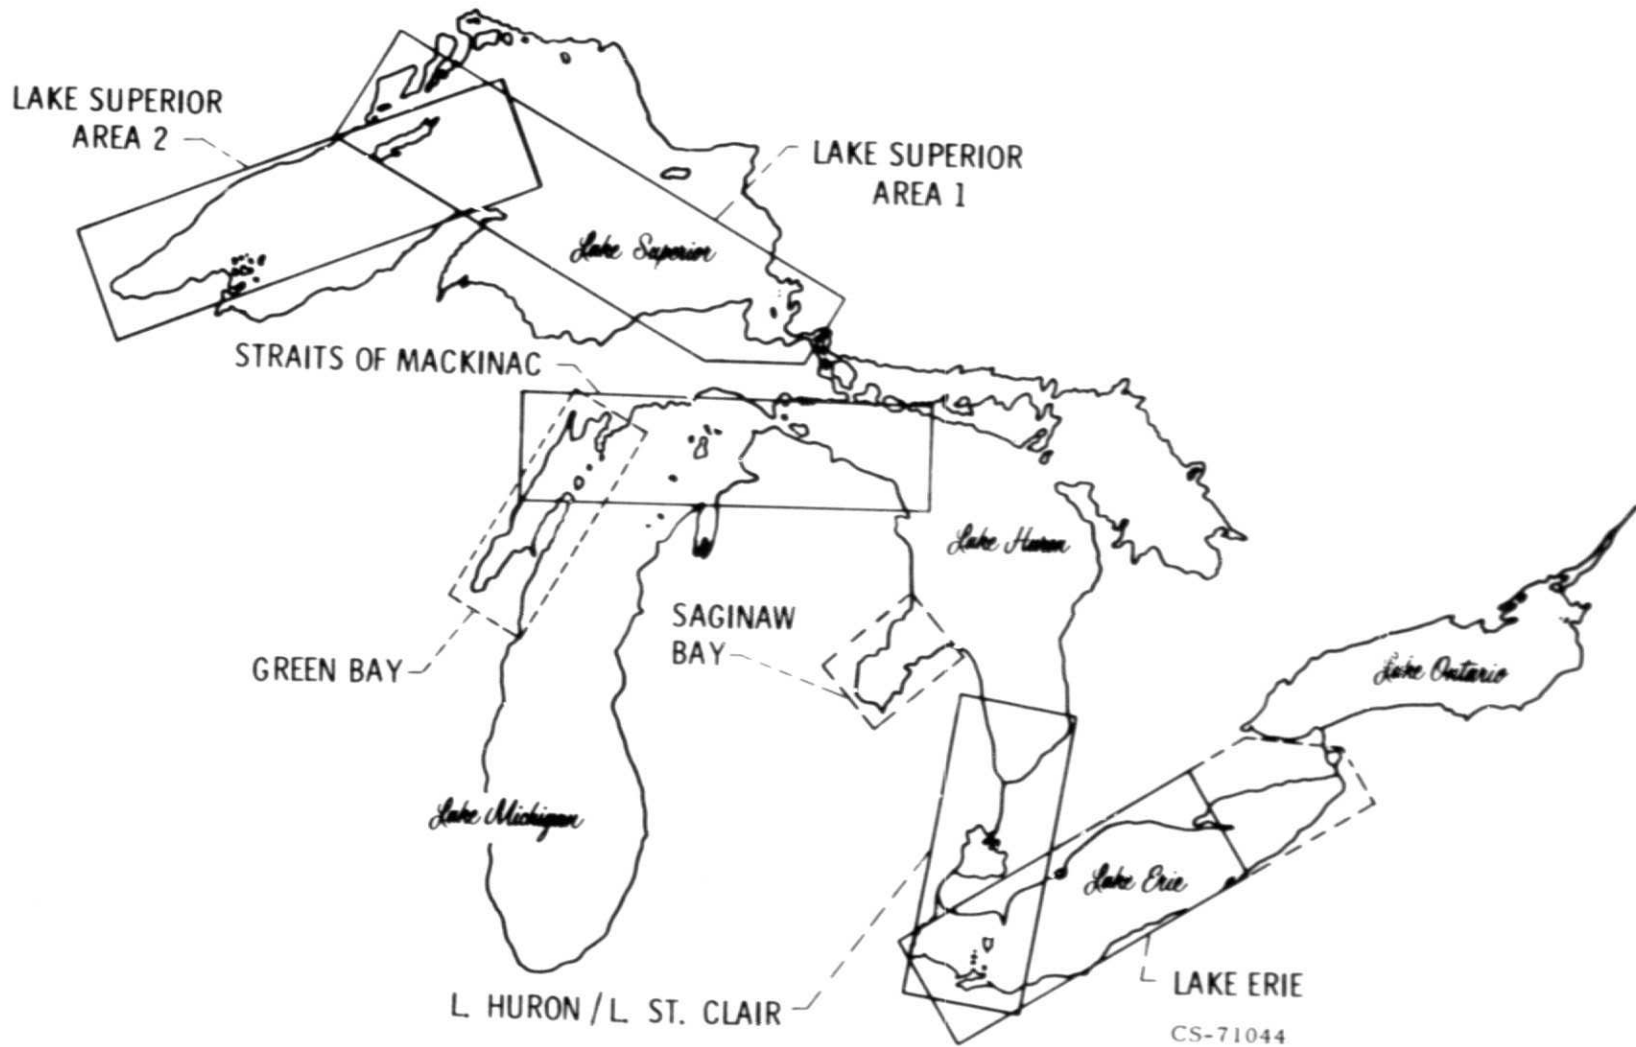 LAKE SUPERIOR
AREA 2
LAKE SUPERIOR
AREA 1
Lake Superior
STRAITS OF MACKINAC
Lake Huron
SAGINAW
BAY
GREEN BAY
Lake Ontario
Lake Michigan
Lake Erie
L. HURON / L. ST. CLAIR
LAKE ERIE
CS-71044